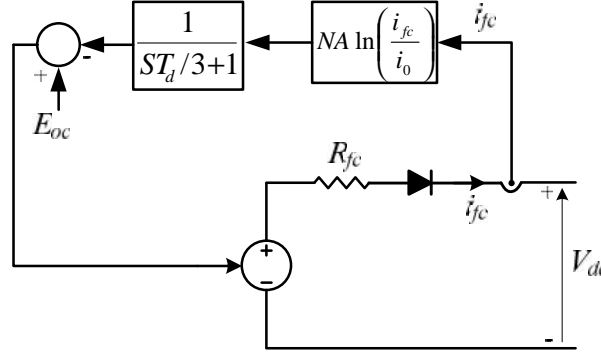 i_fc
1 / (ST_d/3+1)
NA ln(i_fc/i_0)
+
-
E_oc
R_fc
i_fc
+
+
−
V_dc
-